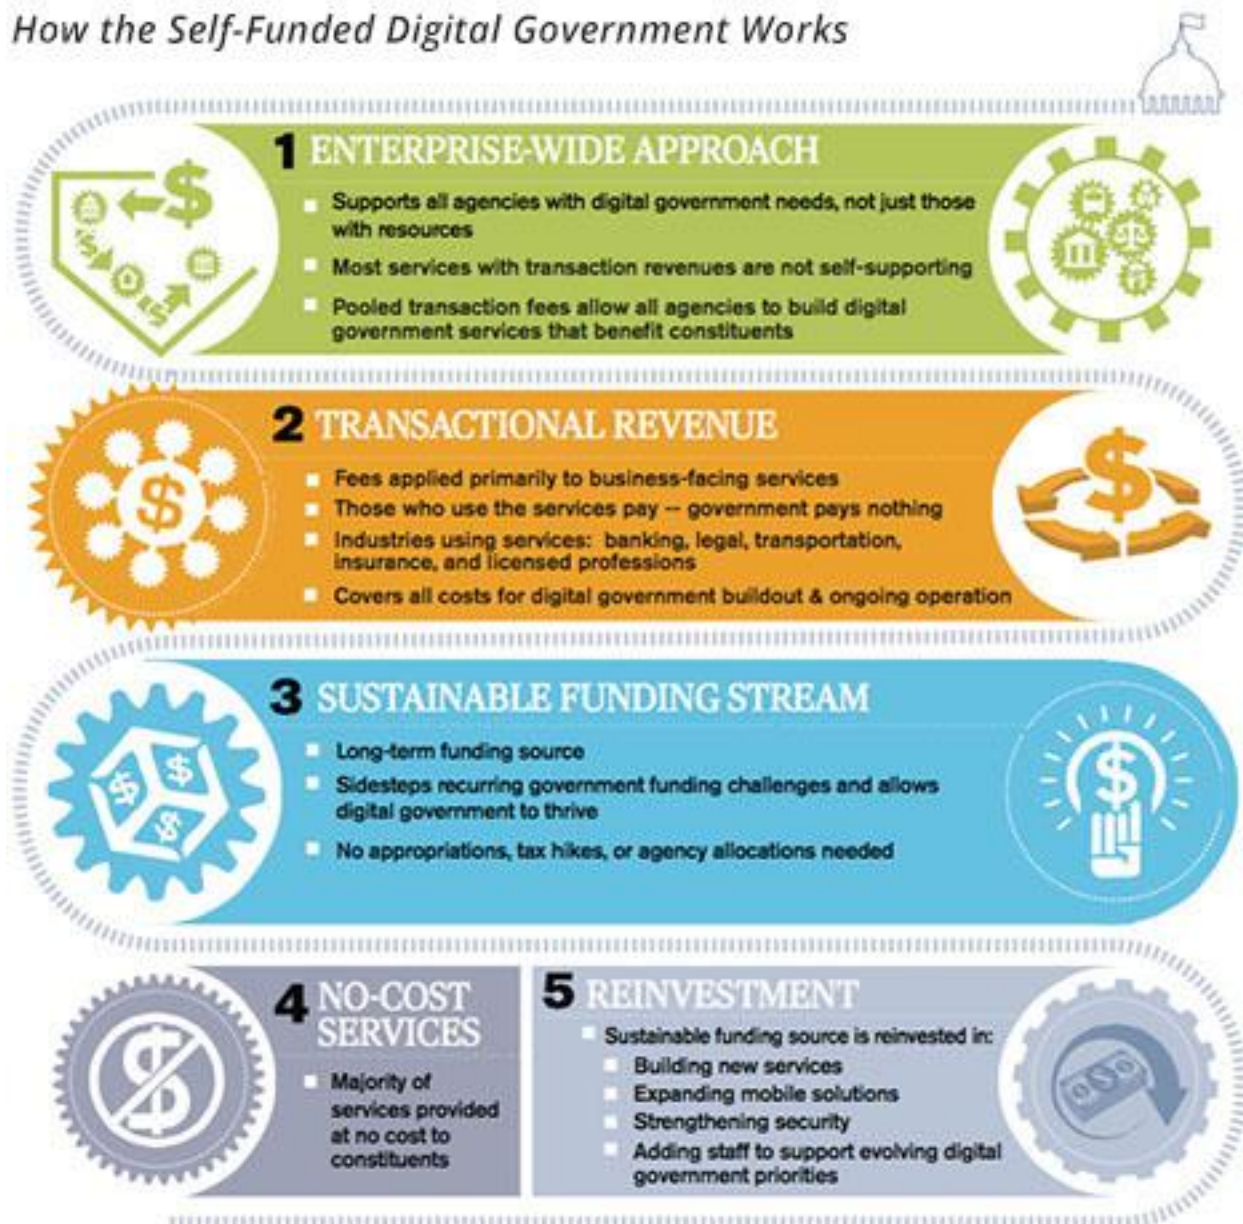 How the Self-Funded Digital Government Works
1 ENTERPRISE-WIDE APPROACH
Supports all agencies with digital government needs, not just those
with resources
Most services with transaction revenues are not self-supporting
Pooled transaction fees allow all agencies to build digital
government services that benefit constituents
2 TRANSACTIONAL REVENUE
Fees applied primarily to business-facing services
Those who use the services pay -- government pays nothing
Industries using services: banking, legal, transportation,
insurance, and licensed professions
Covers all costs for digital government buildout & ongoing operation
3 SUSTAINABLE FUNDING STREAM
Long-term funding source
Sidesteps recurring government funding challenges and allows
digital government to thrive
No appropriations, tax hikes, or agency allocations needed
4 NO-COST
SERVICES
Majority of
services provided
at no cost to
constituents
5 REINVESTMENT
Sustainable funding source is reinvested in:
Building new services
Expanding mobile solutions
Strengthening security
Adding staff to support evolving digital
government priorities